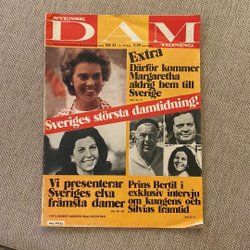 SVENSK
DAM
TIDNING
Extra
Därför kommer
Margaretha
aldrig hem till
Sverige
Sveriges största damtidning!
Vi presenterar
Sveriges elva
främsta damer
Prins Bertil i
exklusiv intervju
om kungens och
Silvias framtid